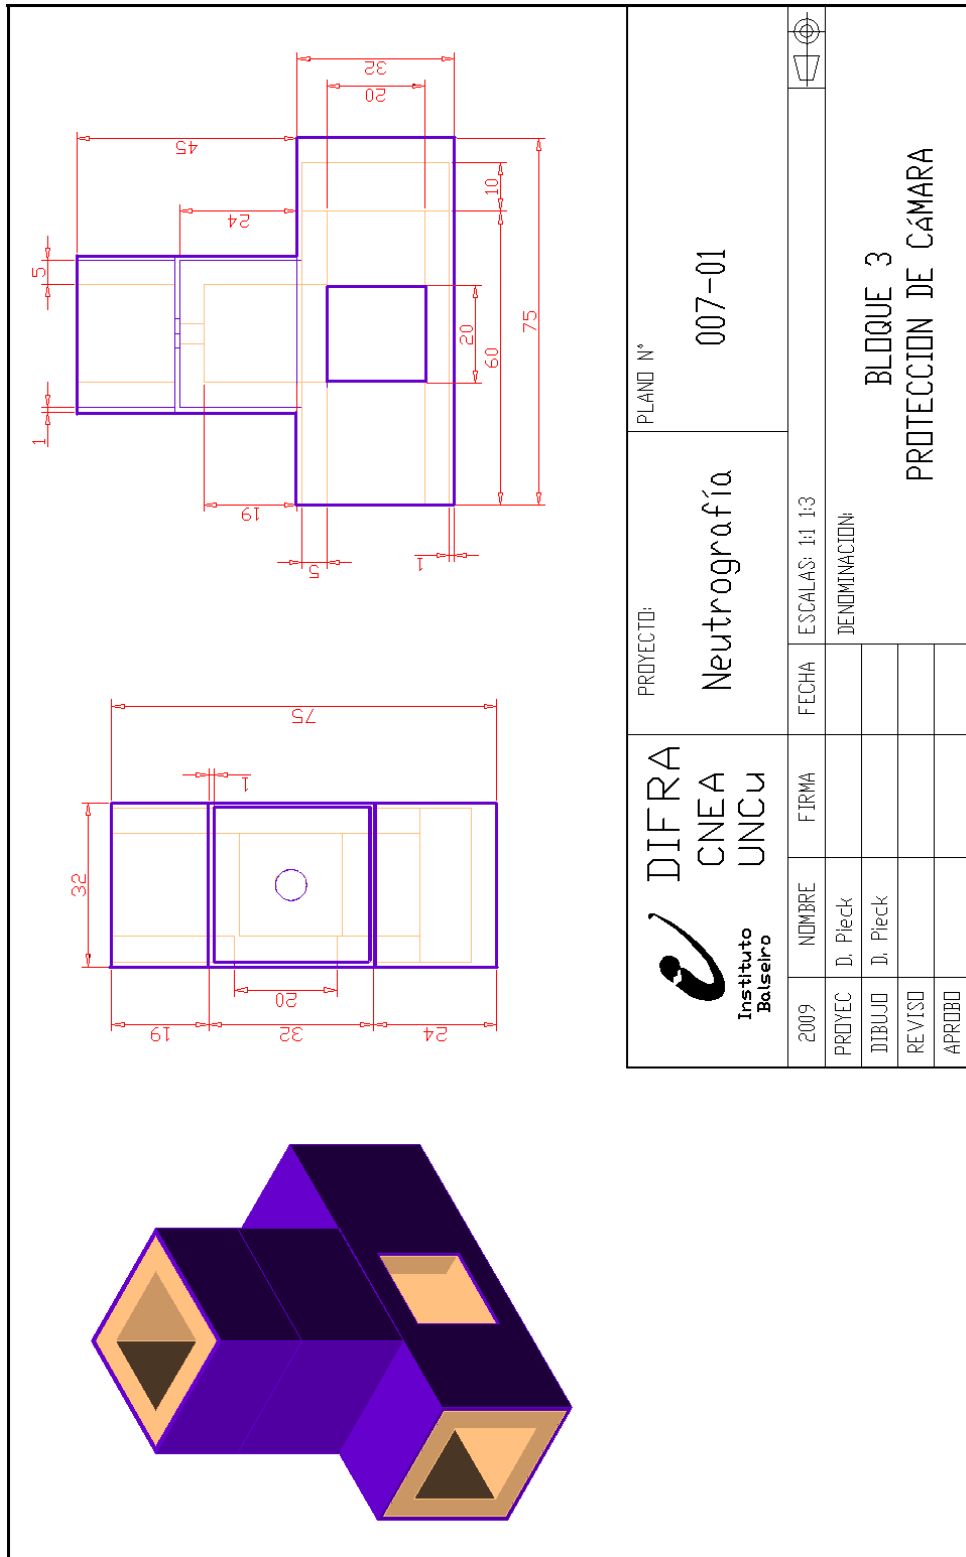 45
32
20
24
5
1
10
20
60
75
19
5
1
75
1
32
20
19
32
24
PLANO N°
007-01
PROYECTO:
Neutrografía
DIFRA
CNEA
UNCu
Instituto
Balseiro
ESCALAS: 1:1 1:3
DENOMINACION:
BLOQUE 3
PROTECCION DE CÁMARA
2009 NOMBRE FIRMA FECHA
PROYEC D. Pieck
DIBUJO D. Pieck
REVISO
APROBO